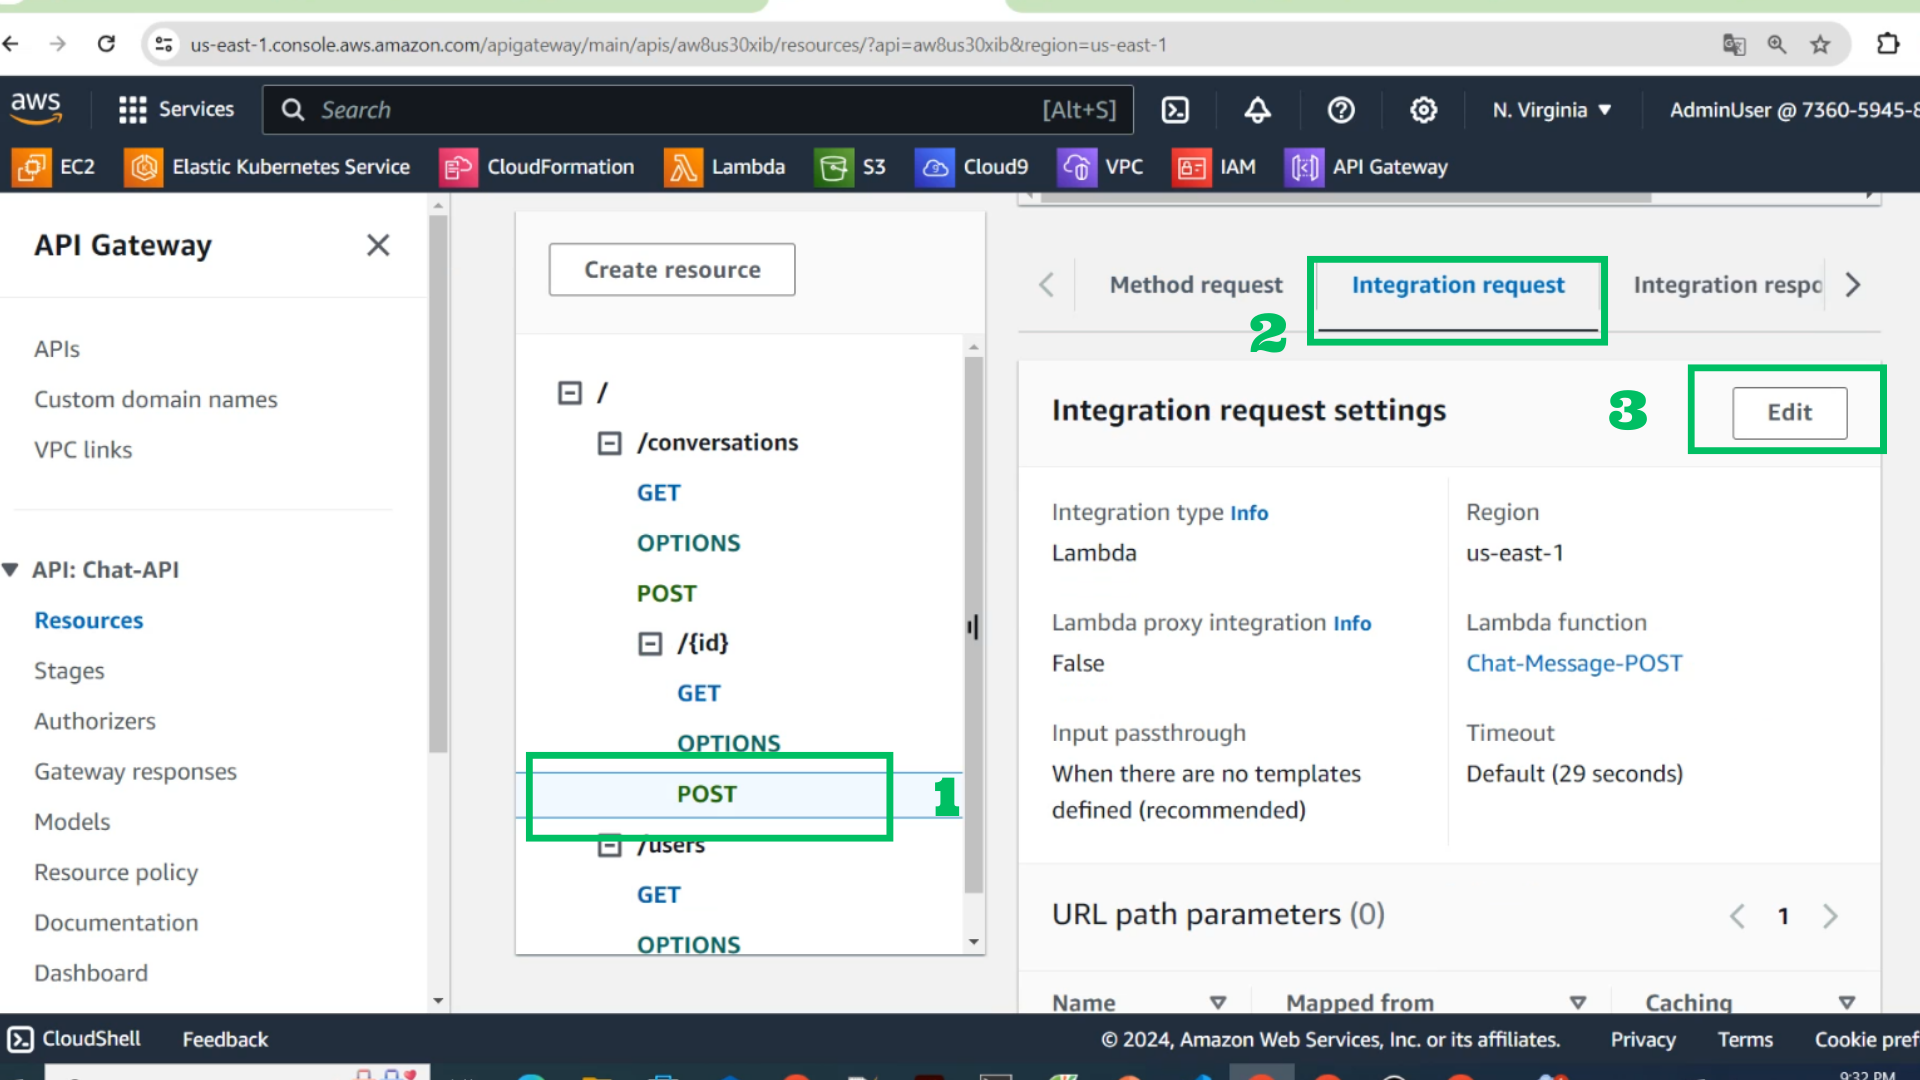 us-east-1.console.aws.amazon.com/apigateway/main/apis/aw8us30xib/resources/?api=aw8us30xib&region=us-east-1
aws
Services
Search
[Alt+S]
N. Virginia
AdminUser @ 7360-5945-8
EC2
Elastic Kubernetes Service
CloudFormation
Lambda
S3
Cloud9
VPC
IAM
API Gateway
API Gateway
APIs
Custom domain names
VPC links
API: Chat-API
Resources
Stages
Authorizers
Gateway responses
Models
Resource policy
Documentation
Dashboard
Create resource
/
/conversations
GET
OPTIONS
POST
/{id}
GET
OPTIONS
POST
1
/users
GET
OPTIONS
Method request
Integration request
Integration respo
2
Integration request settings
3
Edit
Integration type Info
Lambda
Region
us-east-1
Lambda proxy integration Info
False
Lambda function
Chat-Message-POST
Input passthrough
When there are no templates
defined (recommended)
Timeout
Default (29 seconds)
URL path parameters (0)
1
Name
Mapped from
Caching
CloudShell
Feedback
© 2024, Amazon Web Services, Inc. or its affiliates.
Privacy
Terms
Cookie pref
9:32 PM